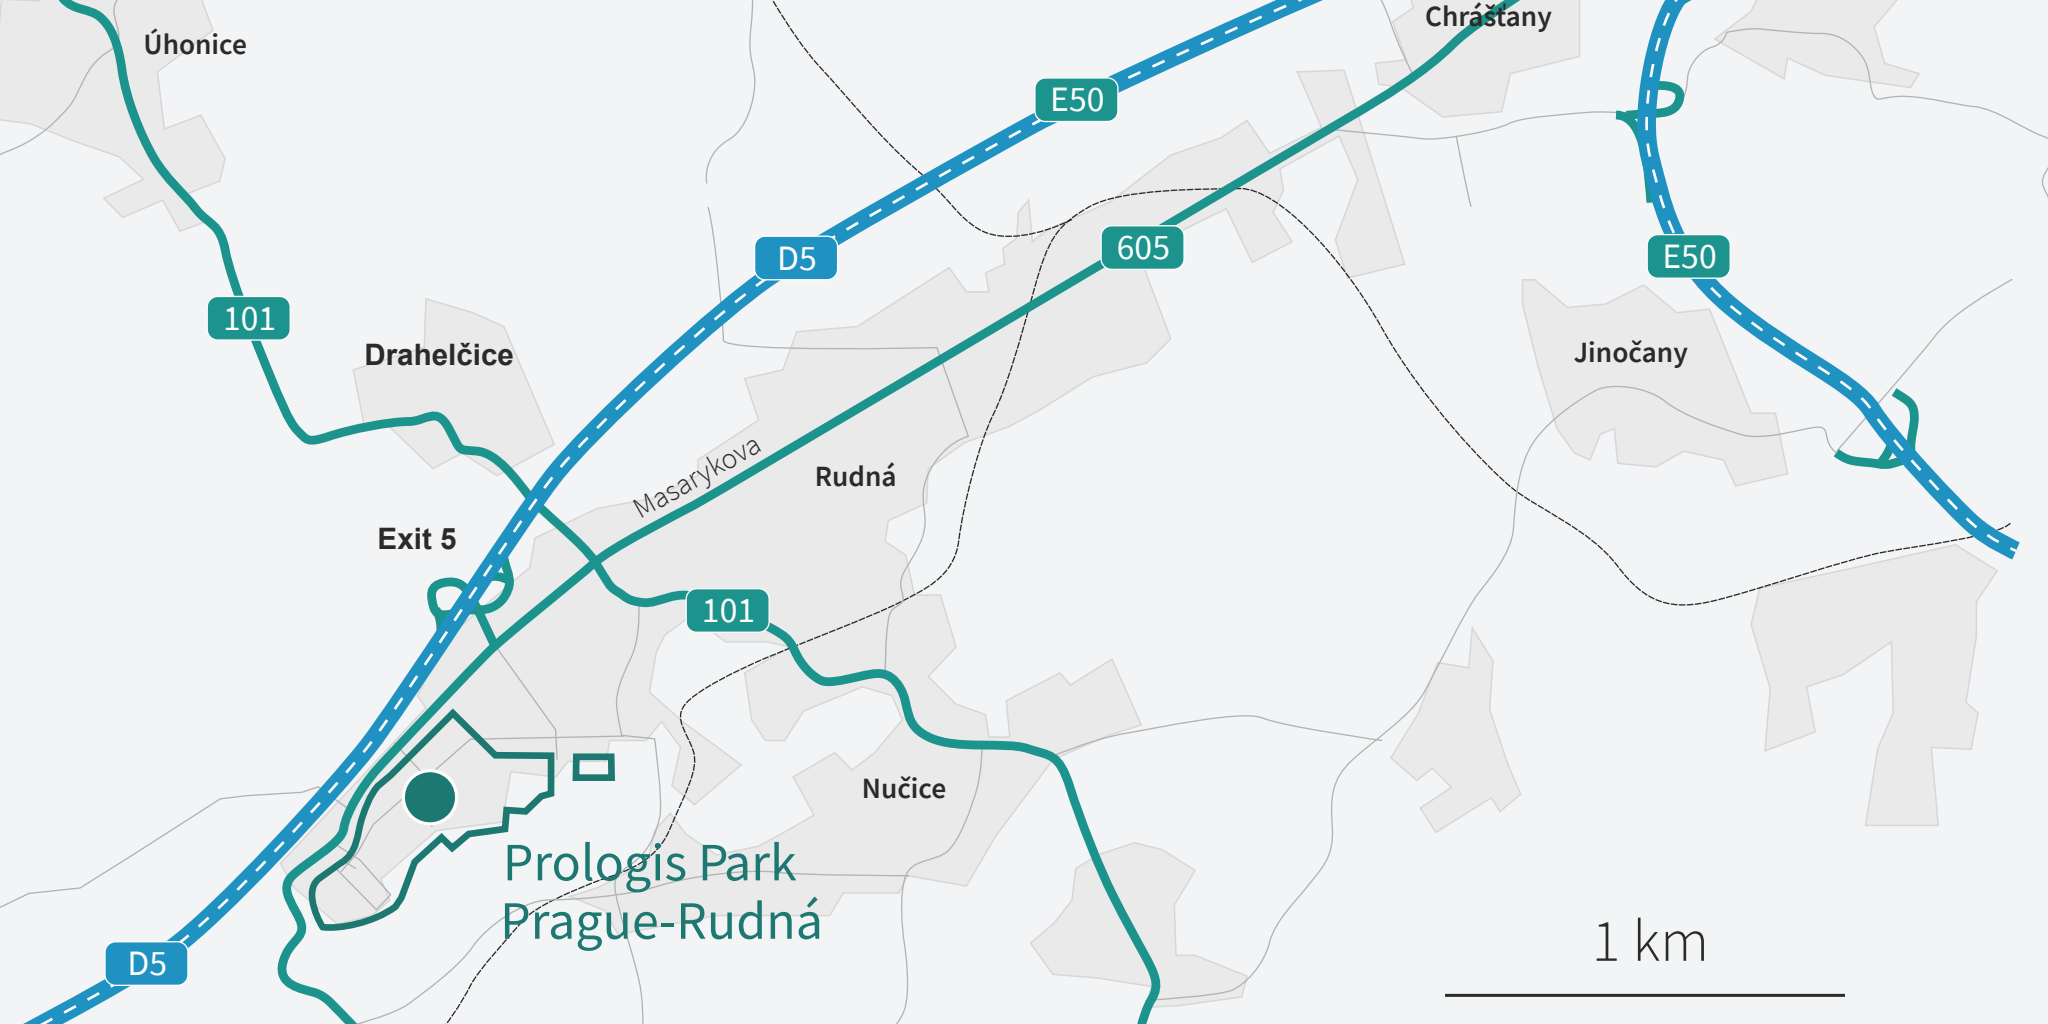 Chrášťany
Úhonice
E50
605
D5
E50
101
Drahelčice
Jinočany
Masarykova
Rudná
Exit 5
101
Nučice
Prologis Park
Prague-Rudná
1 km
D5